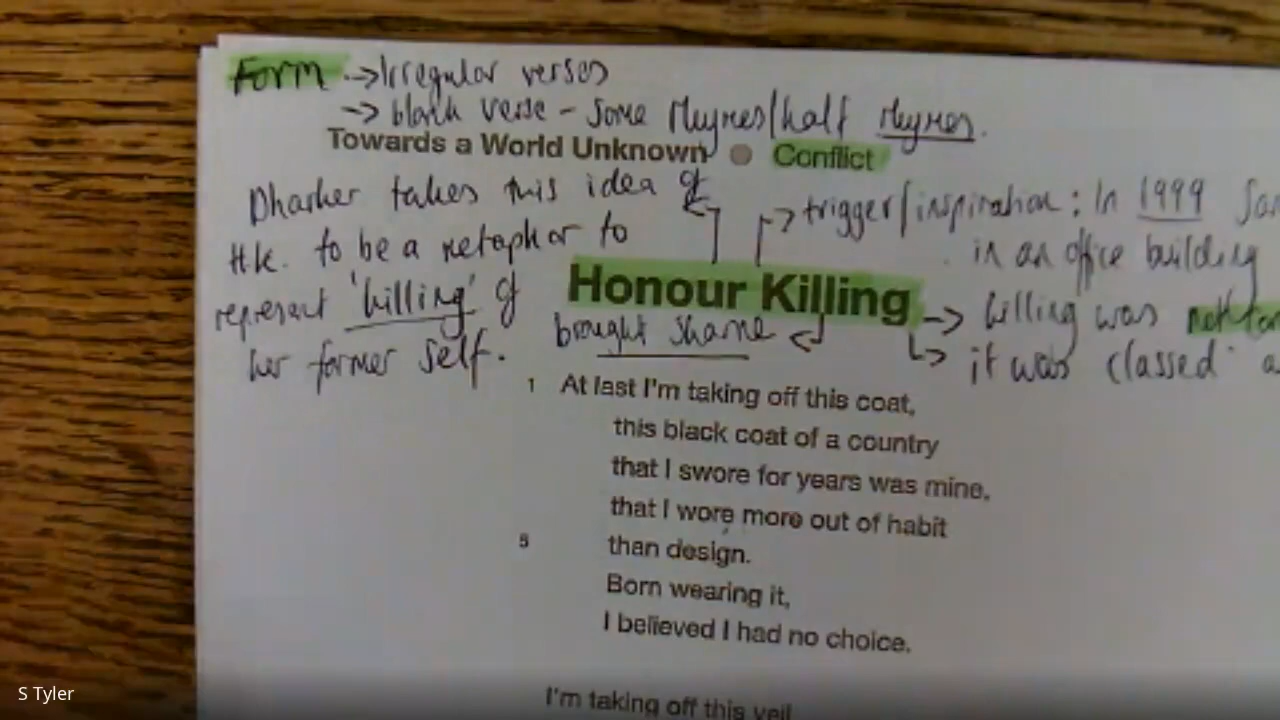 Form -> Irregular verses
-> blank verse - some rhymes/half rhymes.
Towards a World Unknown Conflict
Dharker takes this idea of
H.K. to be a metaphor to
represent 'killing' of
her former self.
-> trigger/inspiration: In 1999
in an office building
Honour Killing
brought shame
-> killing was
-> it was classed
1 At last I'm taking off this coat,
this black coat of a country
that I swore for years was mine,
that I wore more out of habit
5 than design.
Born wearing it,
I believed I had no choice.
I'm taking off this veil
S Tyler